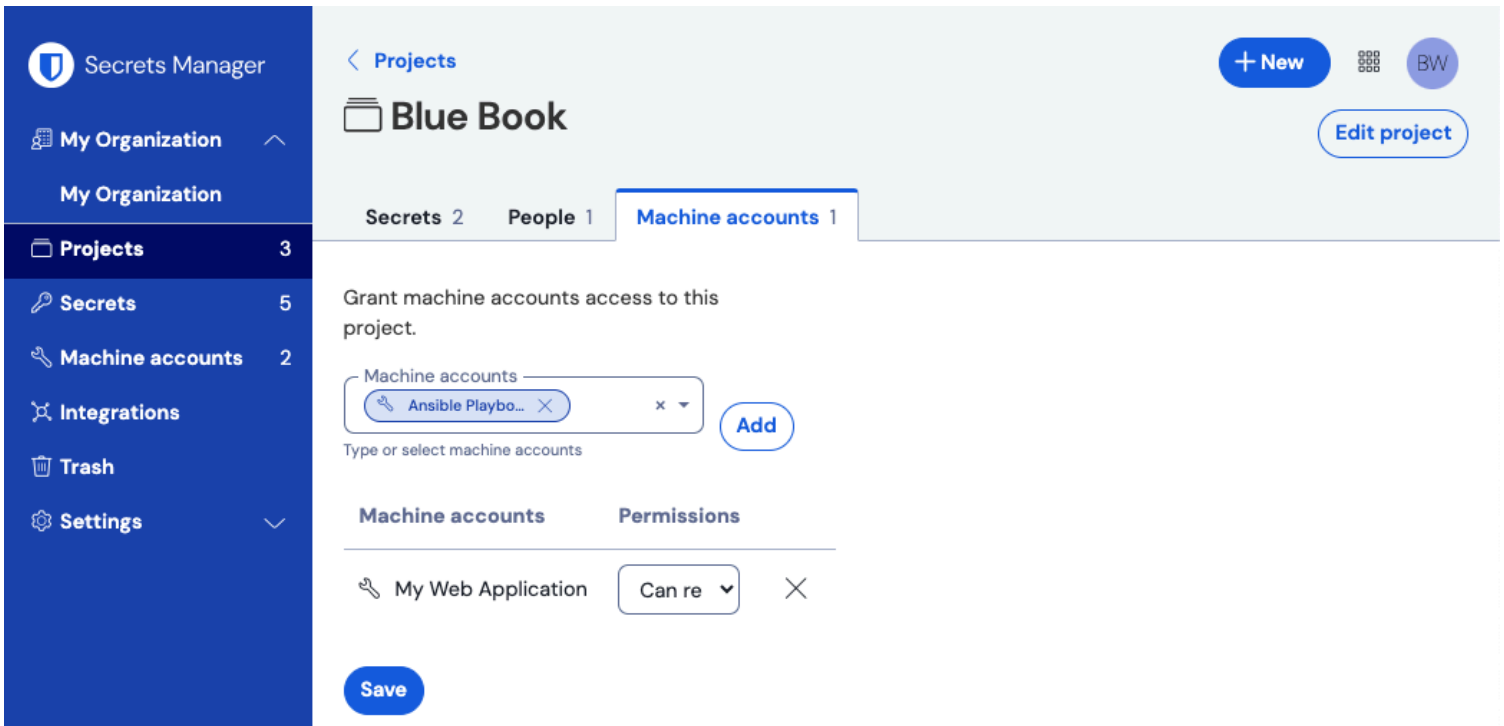 Secrets Manager
My Organization
My Organization
Projects 3
Secrets 5
Machine accounts 2
Integrations
Trash
Settings
Projects
+ New
BW
Blue Book
Edit project
Secrets 2 People 1 Machine accounts 1
Grant machine accounts access to this
project.
Machine accounts
Ansible Playbo...
Add
Type or select machine accounts
Machine accounts Permissions
My Web Application Can re
Save